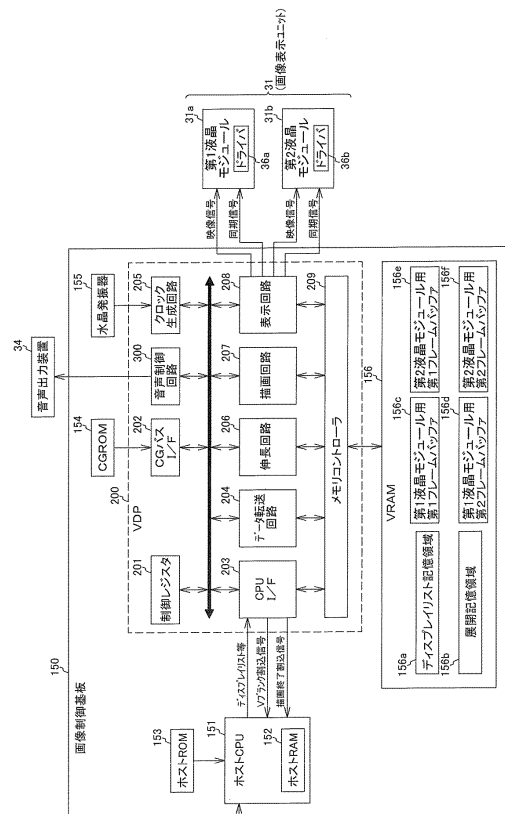 150
画像制御基板
153
ホストROM
151
ホストCPU
152
ホストRAM
ディスプレイリスト等
Vブランク割込信号
描画終了割込信号
200
VDP
201
制御レジスタ
203
CPU
I/F
204
データ転送
回路
154
CGROM
202
CGバス
I/F
206
伸長回路
34
音声出力装置
300
音声制御
回路
207
描画回路
155
水晶発振器
205
クロック
生成回路
208
表示回路
209
メモリコントローラ
映像信号
同期信号
映像信号
同期信号
31a
第1液晶
モジュール
ドライバ
36a
31b
第2液晶
モジュール
ドライバ
36b
31
(画像表示ユニット)
156
VRAM
156a
ディスプレイリスト記憶領域
156b
展開記憶領域
156c
第1液晶モジュール用
第1フレームバッファ
156d
第1液晶モジュール用
第2フレームバッファ
156e
第2液晶モジュール用
第1フレームバッファ
156f
第2液晶モジュール用
第2フレームバッファ